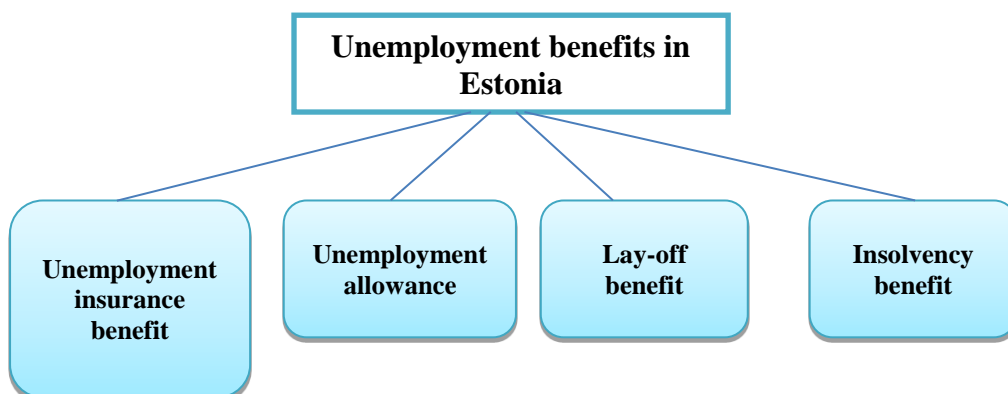 Unemployment benefits in
Estonia
Unemployment
insurance
benefit
Unemployment
allowance
Lay-off
benefit
Insolvency
benefit